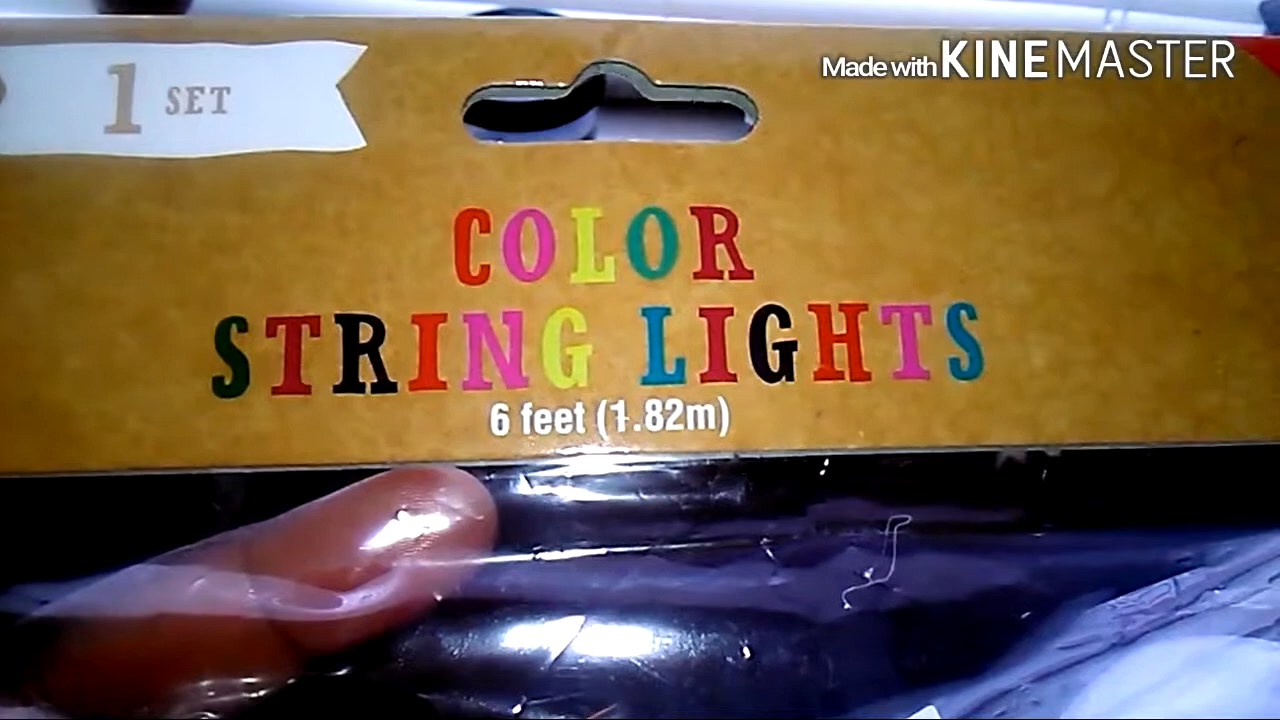 1 SET
Made with KINEMASTER
COLOR
STRING LIGHTS
6 feet (1.82m)